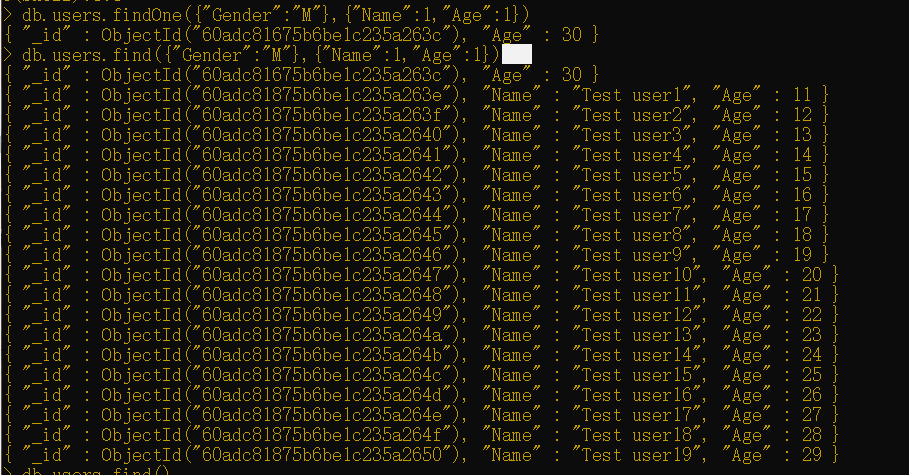 > db.users.findOne({"Gender":"M"},{"Name":1,"Age":1})
{ "_id" : ObjectId("60adc81675b6be1c235a263c"), "Age" : 30 }
> db.users.find({"Gender":"M"},{"Name":1,"Age":1})
{ "_id" : ObjectId("60adc81675b6be1c235a263c"), "Age" : 30 }
{ "_id" : ObjectId("60adc81875b6be1c235a263e"), "Name" : "Test user1", "Age" : 11 }
{ "_id" : ObjectId("60adc81875b6be1c235a263f"), "Name" : "Test user2", "Age" : 12 }
{ "_id" : ObjectId("60adc81875b6be1c235a2640"), "Name" : "Test user3", "Age" : 13 }
{ "_id" : ObjectId("60adc81875b6be1c235a2641"), "Name" : "Test user4", "Age" : 14 }
{ "_id" : ObjectId("60adc81875b6be1c235a2642"), "Name" : "Test user5", "Age" : 15 }
{ "_id" : ObjectId("60adc81875b6be1c235a2643"), "Name" : "Test user6", "Age" : 16 }
{ "_id" : ObjectId("60adc81875b6be1c235a2644"), "Name" : "Test user7", "Age" : 17 }
{ "_id" : ObjectId("60adc81875b6be1c235a2645"), "Name" : "Test user8", "Age" : 18 }
{ "_id" : ObjectId("60adc81875b6be1c235a2646"), "Name" : "Test user9", "Age" : 19 }
{ "_id" : ObjectId("60adc81875b6be1c235a2647"), "Name" : "Test user10", "Age" : 20 }
{ "_id" : ObjectId("60adc81875b6be1c235a2648"), "Name" : "Test user11", "Age" : 21 }
{ "_id" : ObjectId("60adc81875b6be1c235a2649"), "Name" : "Test user12", "Age" : 22 }
{ "_id" : ObjectId("60adc81875b6be1c235a264a"), "Name" : "Test user13", "Age" : 23 }
{ "_id" : ObjectId("60adc81875b6be1c235a264b"), "Name" : "Test user14", "Age" : 24 }
{ "_id" : ObjectId("60adc81875b6be1c235a264c"), "Name" : "Test user15", "Age" : 25 }
{ "_id" : ObjectId("60adc81875b6be1c235a264d"), "Name" : "Test user16", "Age" : 26 }
{ "_id" : ObjectId("60adc81875b6be1c235a264e"), "Name" : "Test user17", "Age" : 27 }
{ "_id" : ObjectId("60adc81875b6be1c235a264f"), "Name" : "Test user18", "Age" : 28 }
{ "_id" : ObjectId("60adc81875b6be1c235a2650"), "Name" : "Test user19", "Age" : 29 }
> db.users.find()